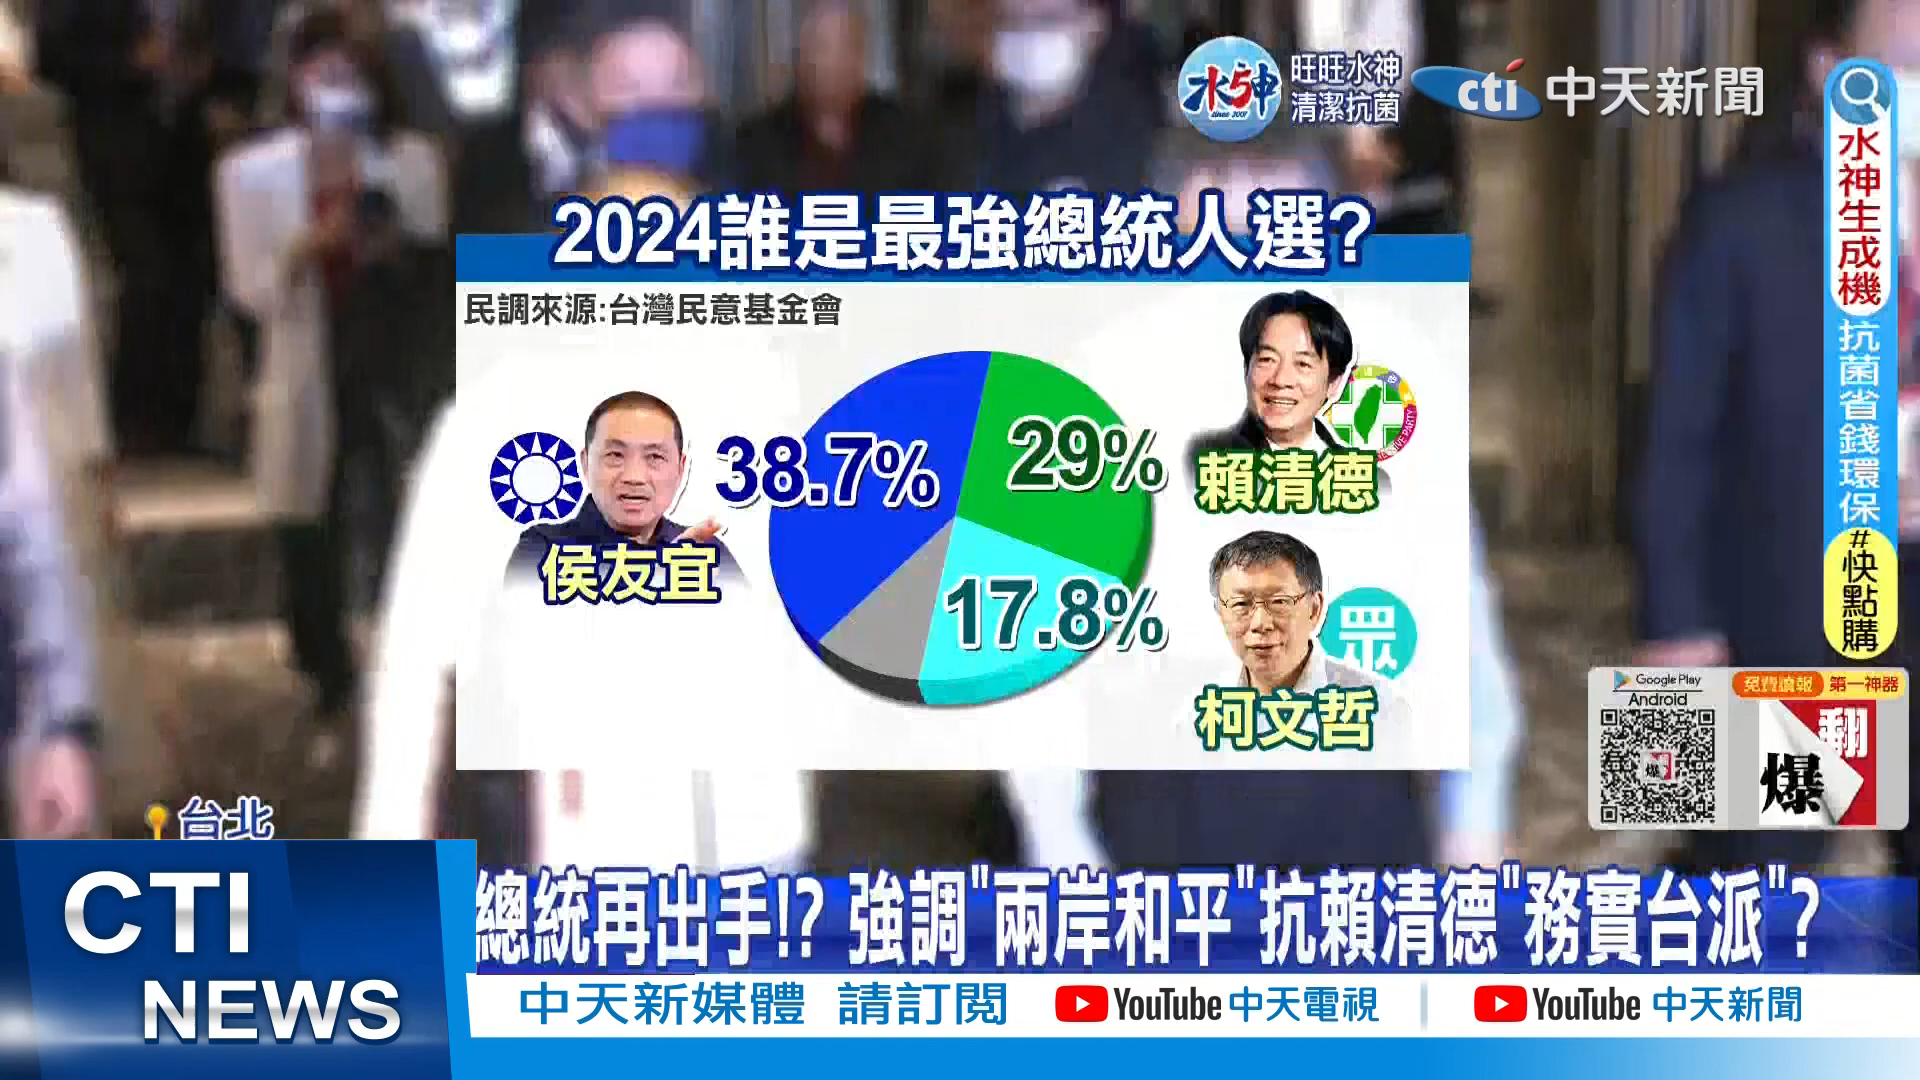 水神
since 2007
旺旺水神
清潔抗菌
cti 中天新聞
2024誰是最強總統人選?
民調來源:台灣民意基金會
38.7%
29%
17.8%
侯友宜
賴清德
柯文哲
眾
水神生成機
抗菌省錢環保
#快點購
Google Play
Android
免費讀報 第一神器
翻
爆
台北
CTI
NEWS
總統再出手!? 強調"兩岸和平"抗賴清德"務實台派"?
中天新媒體 請訂閱 YouTube 中天電視 YouTube 中天新聞